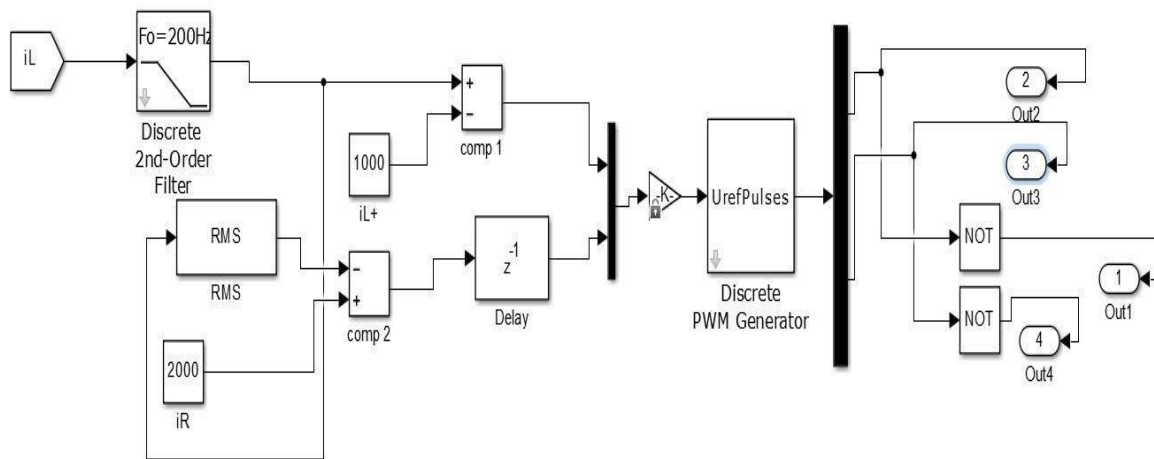 iL
Fo=200Hz
Discrete
2nd-Order
Filter
+
−
comp 1
1000
iL+
RMS
RMS
−
+
comp 2
2000
iR
-1
z
Delay
-K-
UrefPulses
Discrete
PWM Generator
2
Out2
3
Out3
NOT
1
Out1
NOT
4
Out4